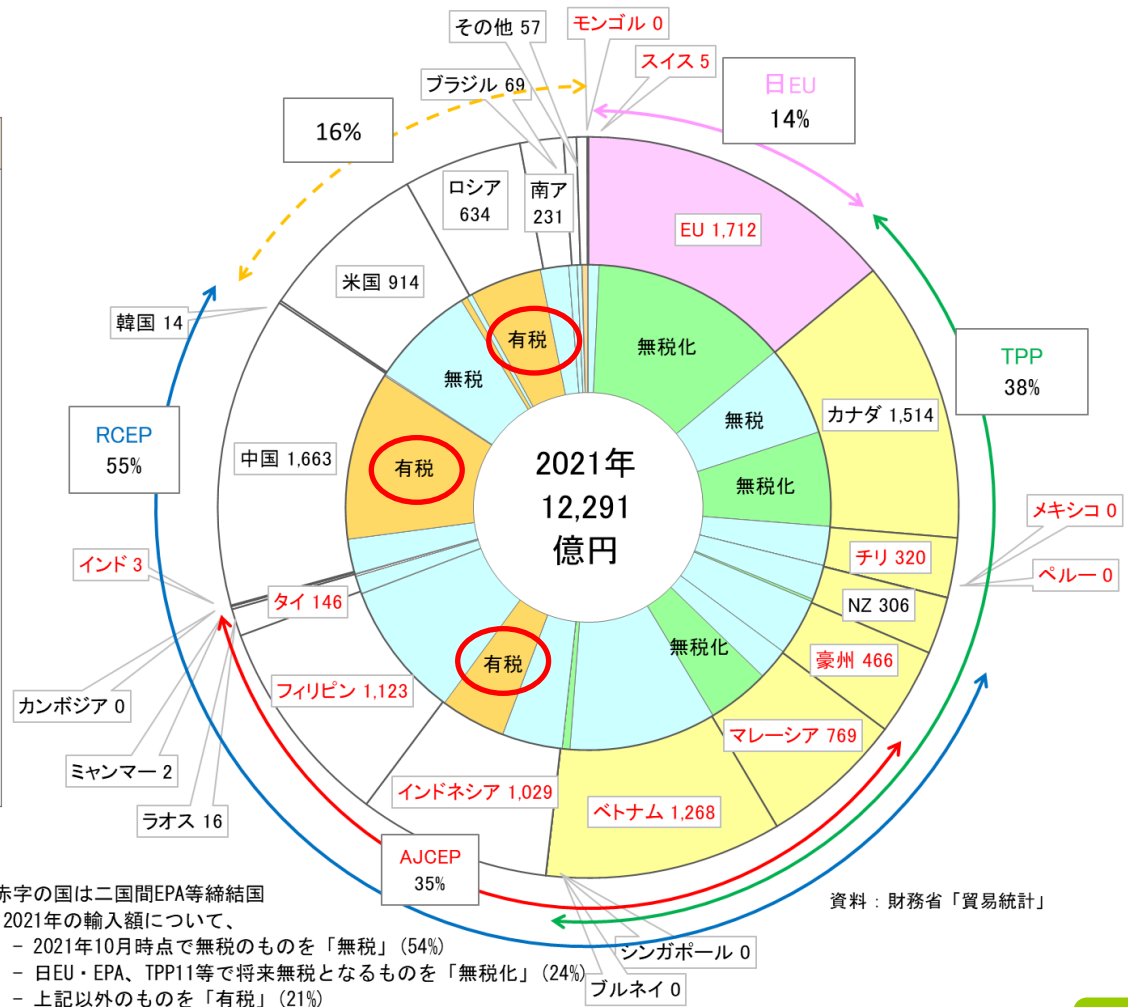 その他 57
モンゴル 0
スイス 5
ブラジル 69
日EU
14%
16%
ロシア
634
南ア
231
EU 1,712
米国 914
韓国 14
有税
無税化
TPP
38%
無税
無税
カナダ 1,514
RCEP
55%
中国 1,663
有税
2021年
12,291
億円
無税化
メキシコ 0
チリ 320
インド 3
ペルー 0
タイ 146
NZ 306
無税化
豪州 466
有税
フィリピン 1,123
カンボジア 0
マレーシア 769
ミャンマー 2
インドネシア 1,029
ベトナム 1,268
ラオス 16
AJCEP
35%
赤字の国は二国間EPA等締結国
資料：財務省「貿易統計」
2021年の輸入額について、
- 2021年10月時点で無税のものを「無税」(54%)
シンガポール 0
- 日EU・EPA、TPP11等で将来無税となるものを「無税化」(24%)
ブルネイ 0
- 上記以外のものを「有税」(21%)